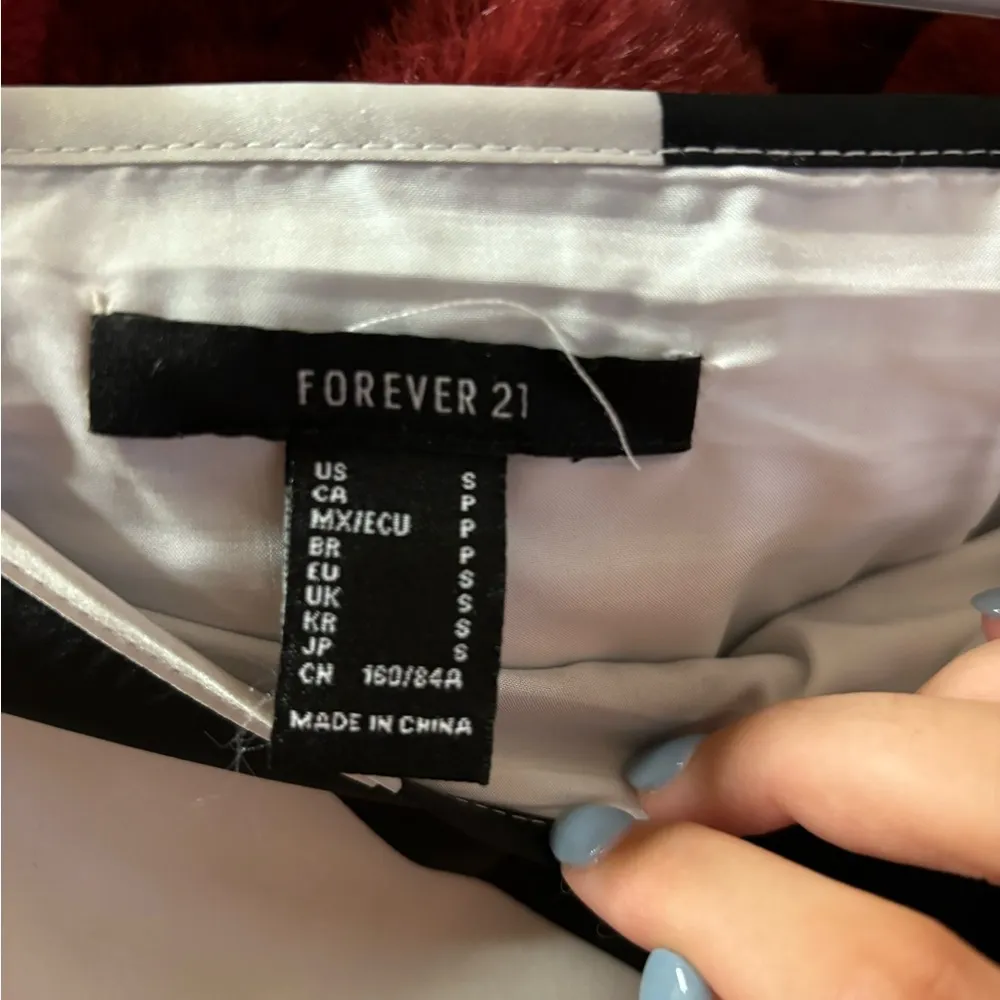 FOREVER 21
US S
CA P
MX/ECU P
BR P
EU S
UK S
KR S
JP S
CN 160/84A
MADE IN CHINA